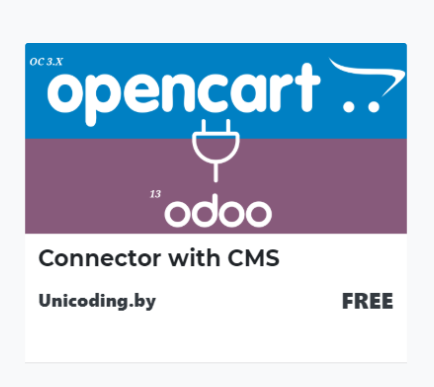 OC 3.X
opencart
13
odoo
Connector with CMS
Unicoding.by FREE